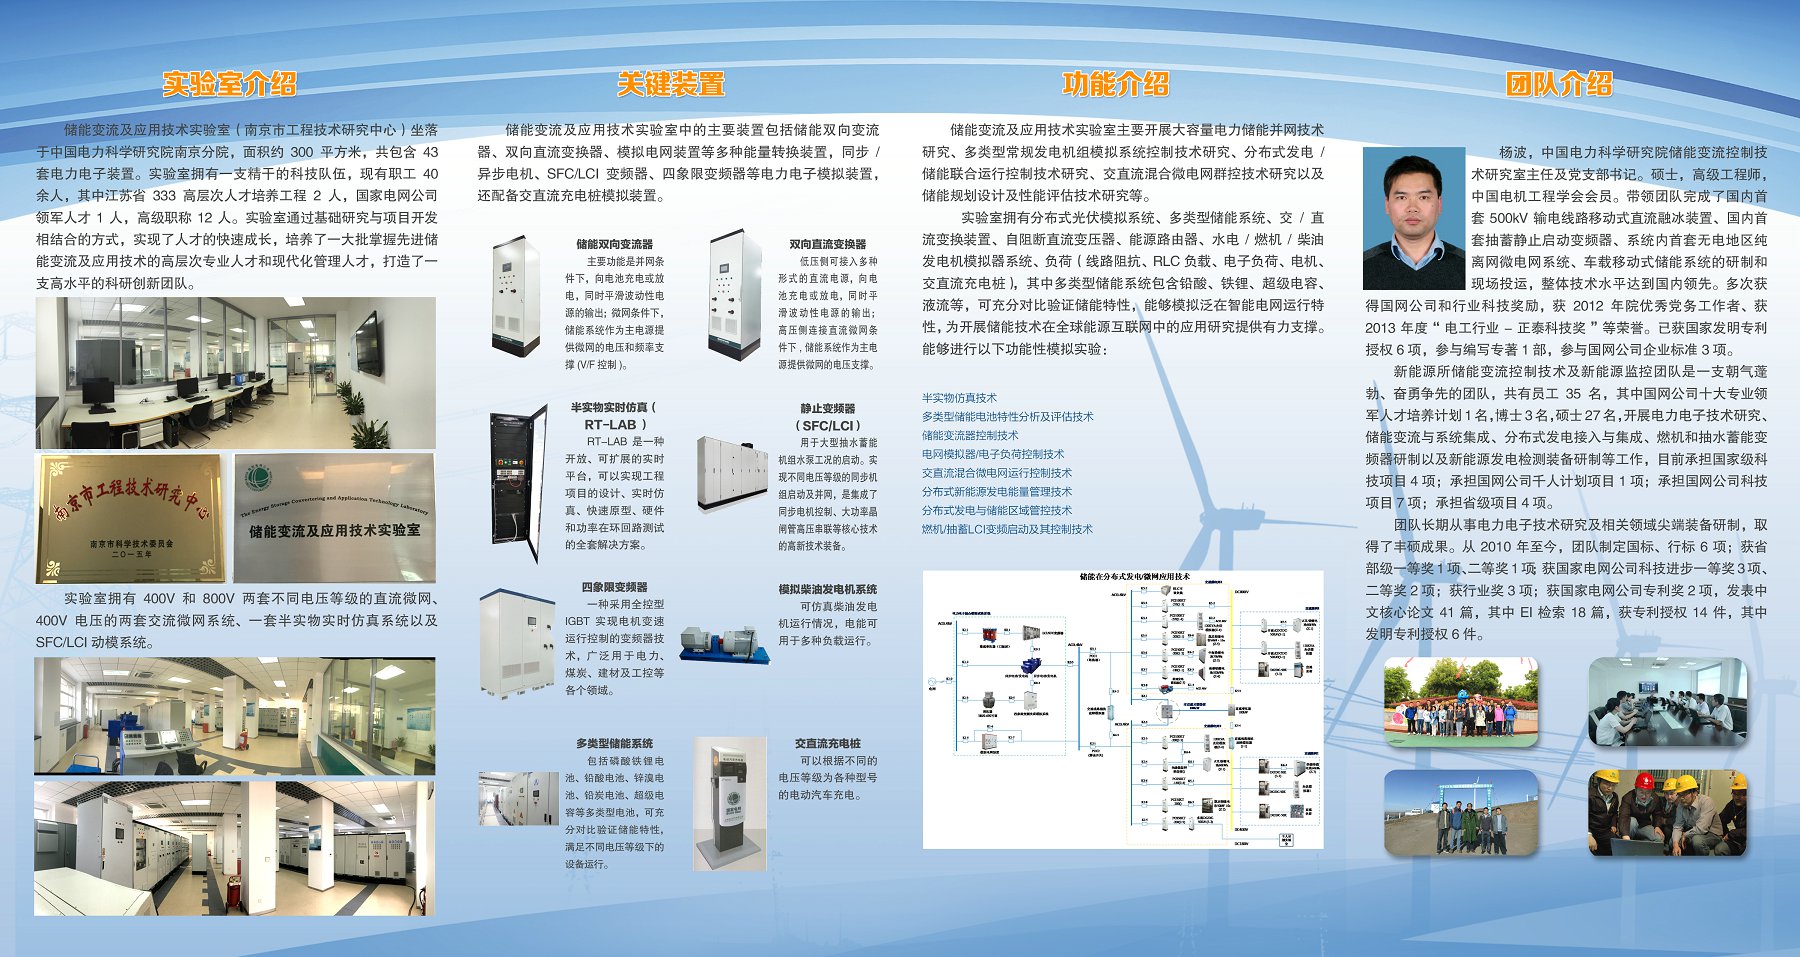 实验室介绍
储能变流及应用技术实验室（南京市工程技术研究中心）坐落
于中国电力科学研究院南京分院，面积约 300 平方米，共包含 43
套电力电子装置。实验室拥有一支精干的科技队伍，现有职工 40
余人，其中江苏省 333 高层次人才培养工程 2 人，国家电网公司
领军人才 1 人，高级职称 12 人。实验室通过基础研究与项目开发
相结合的方式，实现了人才的快速成长，培养了一大批掌握先进储
能变流及应用技术的高层次专业人才和现代化管理人才，打造了一
支高水平的科研创新团队。
南京市工程技术研究中心
南京市科学技术委员会
二〇一五年
The Energy Storage Convertering and Application Technology Laboratory
储能变流及应用技术实验室
实验室拥有 400V 和 800V 两套不同电压等级的直流微网、
400V 电压的两套交流微网系统、一套半实物实时仿真系统以及
SFC/LCI 动模系统。
关键装置
储能变流及应用技术实验室中的主要装置包括储能双向变流
器、双向直流变换器、模拟电网装置等多种能量转换装置，同步 /
异步电机、SFC/LCI 变频器、四象限变频器等电力电子模拟装置，
还配备交直流充电桩模拟装置。
储能双向变流器
主要功能是并网条
件下，向电池充电或放
电，同时平滑波动性电
源的输出；微网条件下，
储能系统作为主电源提
供微网的电压和频率支
撑 (V/F 控制 )。
双向直流变换器
低压侧可接入多种
形式的直流电源，向电
池充电或放电，同时平
滑波动性电源的输出；
高压侧连接直流微网条
件下 , 储能系统作为主电
源提供微网的电压支撑。
半实物实时仿真（
RT-LAB ）
RT-LAB 是一种
开放、可扩展的实时
平台，可以实现工程
项目的设计、实时仿
真、快速原型、硬件
和功率在环回路测试
的全套解决方案。
静止变频器
（SFC/LCI）
用于大型抽水蓄能
机组水泵工况的启动。实
现不同电压等级的同步机
组启动及并网，是集成了
同步电机控制、大功率晶
闸管高压串联等核心技术
的高新技术装备。
四象限变频器
一种采用全控型
IGBT 实现电机变速
运行控制的变频器技
术，广泛用于电力、
煤炭、建材及工控等
各个领域。
模拟柴油发电机系统
可仿真柴油发电
机运行情况，电能可
用于多种负载运行。
多类型储能系统
包括磷酸铁锂电
池、铅酸电池、锌溴电
池、铅炭电池、超级电
容等多类型电池，可充
分对比验证储能特性，
满足不同电压等级下的
设备运行。
交直流充电桩
可以根据不同的
电压等级为各种型号
的电动汽车充电。
功能介绍
储能变流及应用技术实验室主要开展大容量电力储能并网技术
研究、多类型常规发电机组模拟系统控制技术研究、分布式发电 /
储能联合运行控制技术研究、交直流混合微电网群控技术研究以及
储能规划设计及性能评估技术研究等。
实验室拥有分布式光伏模拟系统、多类型储能系统、交 / 直
流变换装置、自阻断直流变压器、能源路由器、水电 / 燃机 / 柴油
发电机模拟器系统、负荷（ 线路阻抗、RLC 负载、电子负荷、电机、
交直流充电桩 )，其中多类型储能系统包含铅酸、铁锂、超级电容、
液流等，可充分对比验证储能特性，能够模拟泛在智能电网运行特
性，为开展储能技术在全球能源互联网中的应用研究提供有力支撑。
能够进行以下功能性模拟实验：
半实物仿真技术
多类型储能电池特性分析及评估技术
储能变流器控制技术
电网模拟器/电子负荷控制技术
交直流混合微电网运行控制技术
分布式新能源发电能量管理技术
分布式发电与储能区域管控技术
燃机/抽蓄LCI变频启动及其控制技术
储能在分布式发电/微网应用技术
团队介绍
杨波，中国电力科学研究院储能变流控制技
术研究室主任及党支部书记。硕士，高级工程师，
中国电机工程学会会员。带领团队完成了国内首
套 500kV 输电线路移动式直流融冰装置、国内首
套抽蓄静止启动变频器、系统内首套无电地区纯
离网微电网系统、车载移动式储能系统的研制和
现场投运，整体技术水平达到国内领先。多次获
得国网公司和行业科技奖励，获 2012 年院优秀党务工作者、获
2013 年度“ 电工行业 – 正泰科技奖 ”等荣誉。已获国家发明专利
授权 6 项，参与编写专著 1 部，参与国网公司企业标准 3 项。
新能源所储能变流控制技术及新能源监控团队是一支朝气蓬
勃、奋勇争先的团队，共有员工 35 名，其中国网公司十大专业领
军人才培养计划 1 名，博士 3 名，硕士 27 名，开展电力电子技术研究、
储能变流与系统集成、分布式发电接入与集成、燃机和抽水蓄能变
频器研制以及新能源发电检测装备研制等工作，目前承担国家级科
技项目 4 项；承担国网公司千人计划项目 1 项；承担国网公司科技
项目 7 项；承担省级项目 4 项。
团队长期从事电力电子技术研究及相关领域尖端装备研制，取
得了丰硕成果。从 2010 年至今，团队制定国标、行标 6 项；获省
部级一等奖 1 项、二等奖 1 项；获国家电网公司科技进步一等奖 3 项、
二等奖 2 项；获行业奖 3 项；获国家电网公司专利奖 2 项，发表中
文核心论文 41 篇，其中 EI 检索 18 篇，获专利授权 14 件，其中
发明专利授权 6 件。